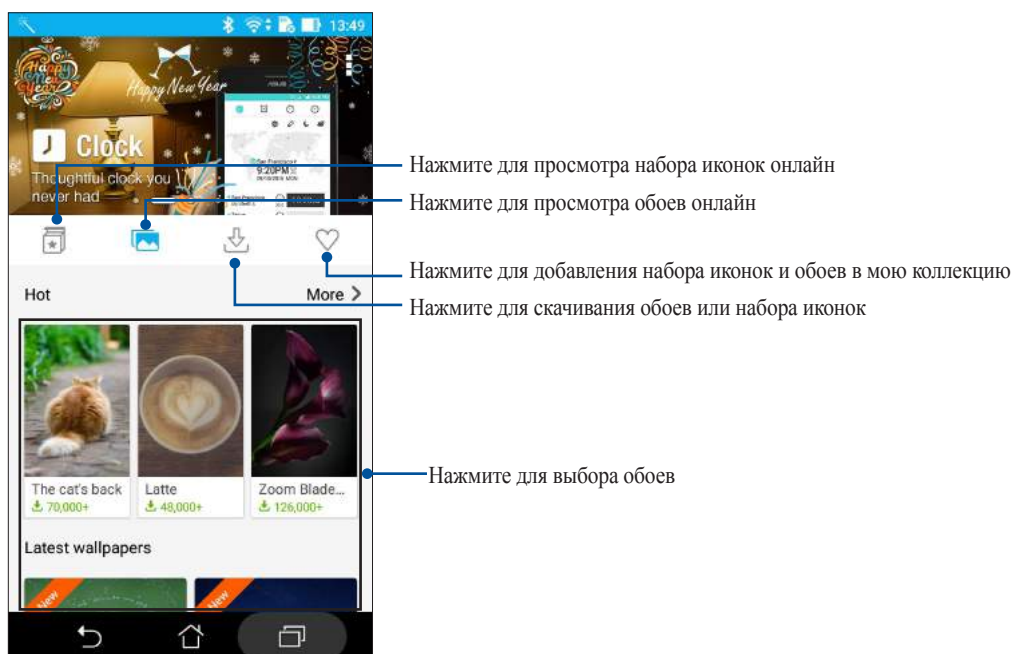 13:49
Happy New Year
Happy New Year
ASUS
San Francisco
9:20PM
Clock
Thoughtful clock you
never had
Нажмите для просмотра набора иконок онлайн
Нажмите для просмотра обоев онлайн
Нажмите для добавления набора иконок и обоев в мою коллекцию
Нажмите для скачивания обоев или набора иконок
Hot
More
Нажмите для выбора обоев
The cat's back
Latte
Zoom Blade...
70,000+
48,000+
126,000+
Latest wallpapers
New
New